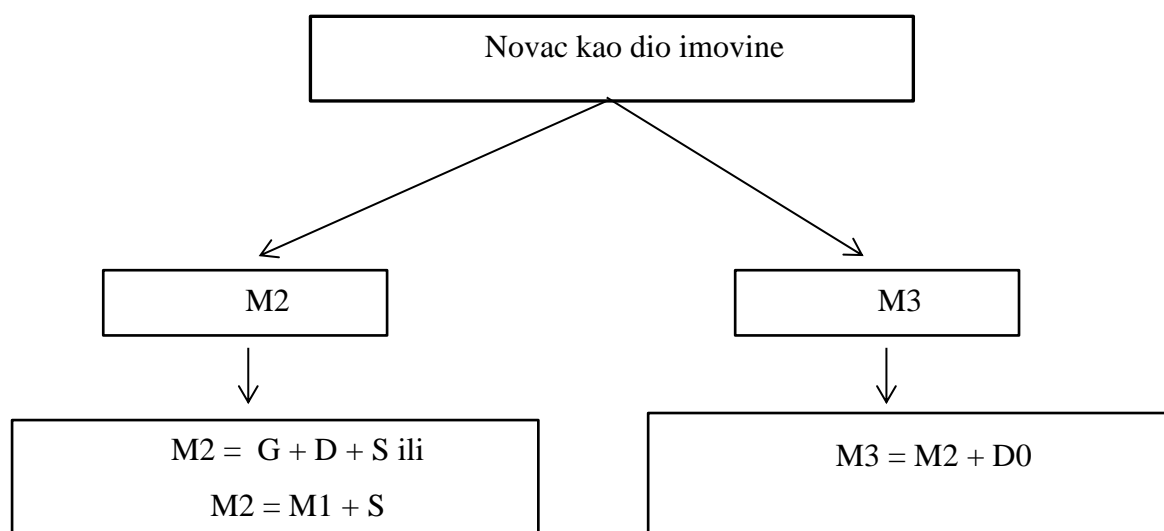 Novac kao dio imovine
M2
M3
M2 = G + D + S ili
M2 = M1 + S
M3 = M2 + D0